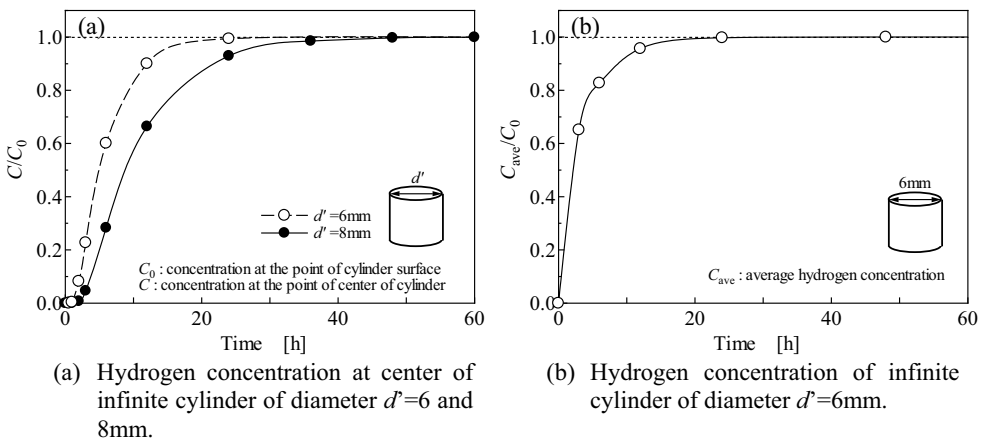 (a)
1.0
0.8
0.6
0.4
0.2
0.0
C/C0
d'
d'=6mm
d'=8mm
C0 : concentration at the point of cylinder surface
C : concentration at the point of center of cylinder
0 20 40 60
Time [h]
(a) Hydrogen concentration at center of
infinite cylinder of diameter d'=6 and
8mm.
(b)
1.0
0.8
0.6
0.4
0.2
0.0
Cave/C0
6mm
Cave : average hydrogen concentration
0 20 40 60
Time [h]
(b) Hydrogen concentration of infinite
cylinder of diameter d'=6mm.